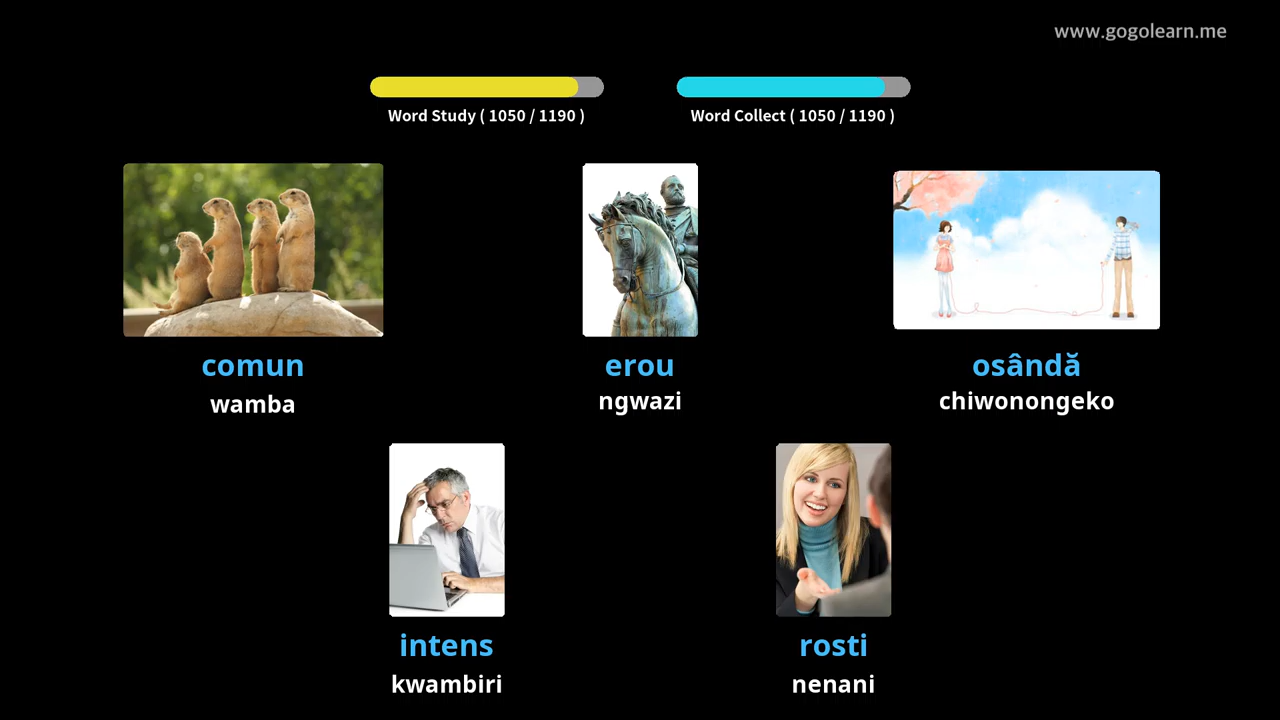 www.gogolearn.me
Word Study ( 1050 / 1190 )
Word Collect ( 1050 / 1190 )
comun
wamba
erou
ngwazi
osândă
chiwonongeko
intens
kwambiri
rosti
nenani